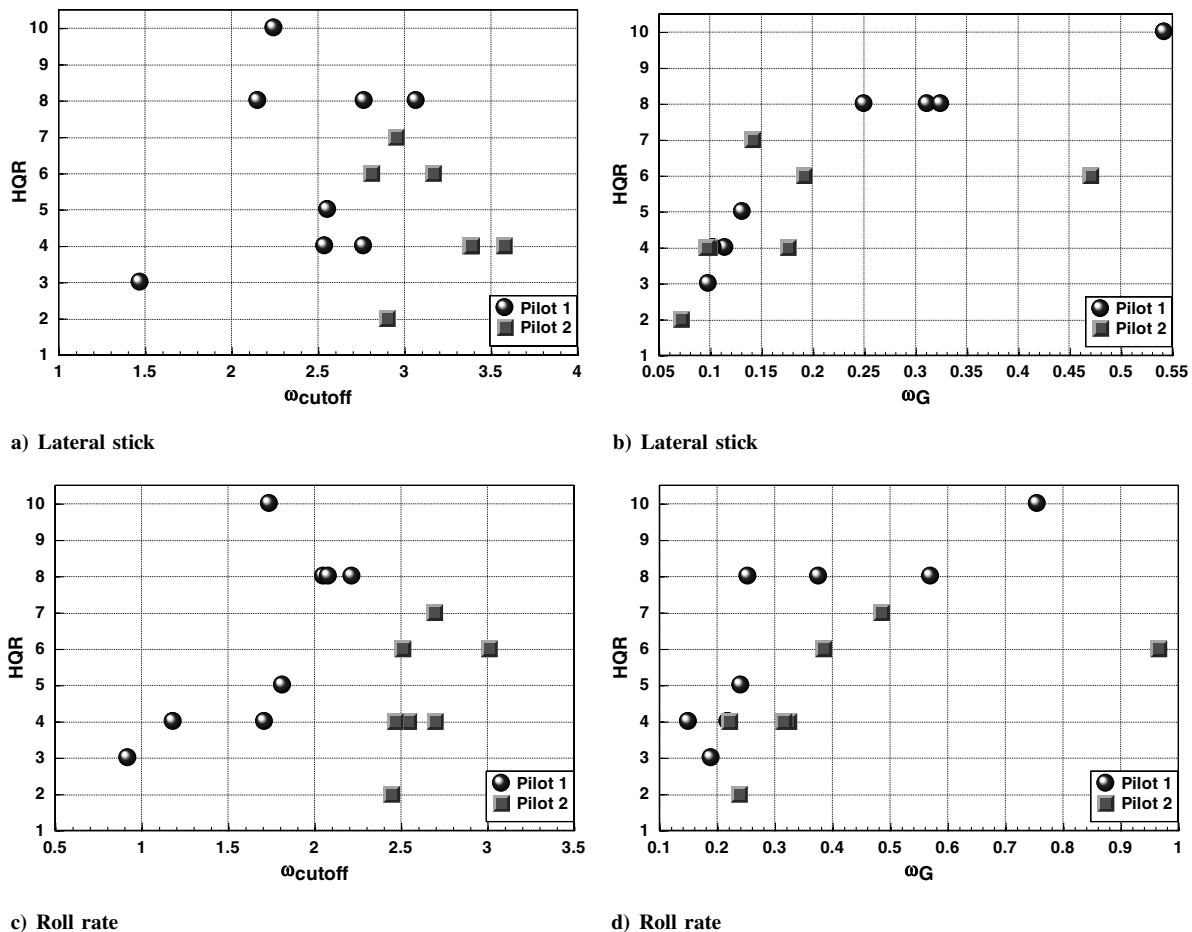 10
9
8
7
6
5
4
3
2
1
HQR
1 1.5 2 2.5 3 3.5 4
ωcutoff
Pilot 1
Pilot 2
a) Lateral stick
10
9
8
7
6
5
4
3
2
1
HQR
0.05 0.1 0.15 0.2 0.25 0.3 0.35 0.4 0.45 0.5 0.55
ωG
Pilot 1
Pilot 2
b) Lateral stick
10
9
8
7
6
5
4
3
2
1
HQR
0.5 1 1.5 2 2.5 3 3.5
ωcutoff
Pilot 1
Pilot 2
c) Roll rate
10
9
8
7
6
5
4
3
2
1
HQR
0.1 0.2 0.3 0.4 0.5 0.6 0.7 0.8 0.9 1
ωG
Pilot 1
Pilot 2
d) Roll rate